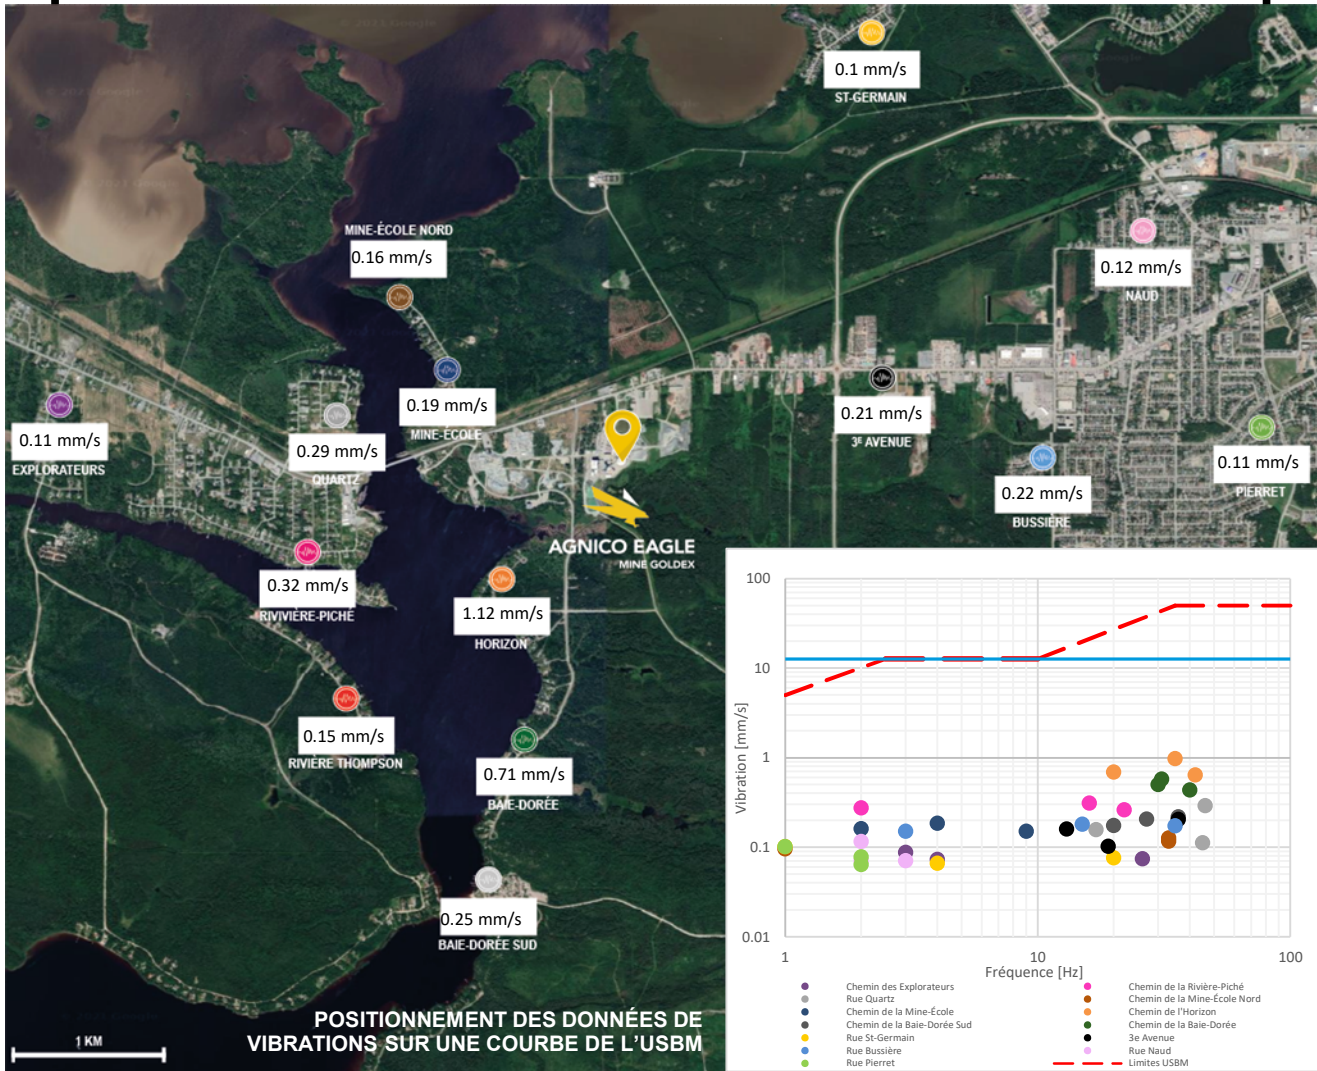 0.1 mm/s
ST-GERMAIN
MINE-ÉCOLE NORD
0.16 mm/s
0.12 mm/s
NAUD
0.19 mm/s
MINE-ÉCOLE
0.11 mm/s
EXPLORATEURS
0.29 mm/s
QUARTZ
0.21 mm/s
3E AVENUE
0.11 mm/s
PIERRET
0.22 mm/s
BUSSIÈRE
AGNICO EAGLE
MINE GOLDEX
0.32 mm/s
RIVIVIÈRE-PICHÉ
1.12 mm/s
HORIZON
0.15 mm/s
RIVIÈRE THOMPSON
0.71 mm/s
BAIE-DORÉE
0.25 mm/s
BAIE-DORÉE SUD
POSITIONNEMENT DES DONNÉES DE
VIBRATIONS SUR UNE COURBE DE L'USBM
1 KM
Vibration [mm/s]
100
10
1
0.1
0.01
1
10
100
Fréquence [Hz]
Chemin des Explorateurs
Chemin de la Rivière-Piché
Rue Quartz
Chemin de la Mine-École Nord
Chemin de la Mine-École
Chemin de l'Horizon
Chemin de la Baie-Dorée Sud
Chemin de la Baie-Dorée
Rue St-Germain
3e Avenue
Rue Bussière
Rue Naud
Rue Pierret
Limites USBM